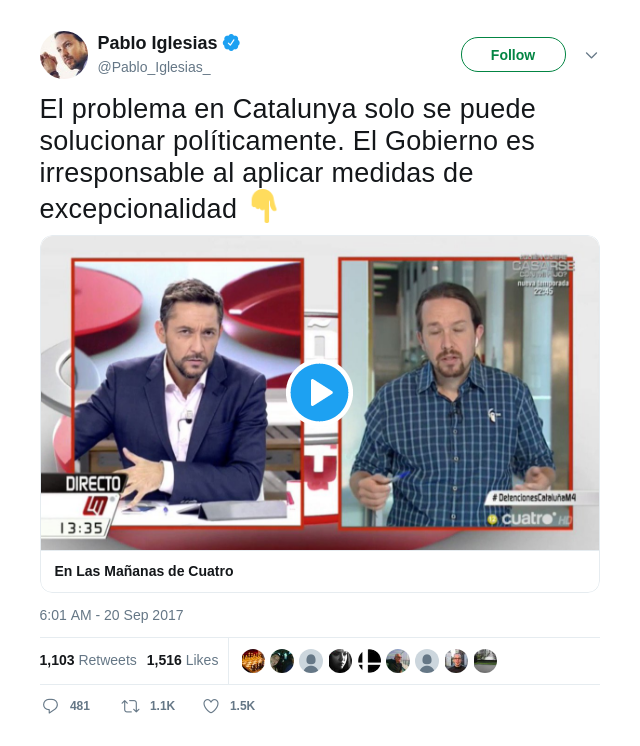 Pablo Iglesias
@Pablo_Iglesias_
Follow
El problema en Catalunya solo se puede
solucionar políticamente. El Gobierno es
irresponsable al aplicar medidas de
excepcionalidad
CASARSE
nueva temporada
22:45
DIRECTO
13:35
#DetencionesCataluñaM4
cuatro HD
En Las Mañanas de Cuatro
6:01 AM - 20 Sep 2017
1,103 Retweets 1,516 Likes
481 1.1K 1.5K